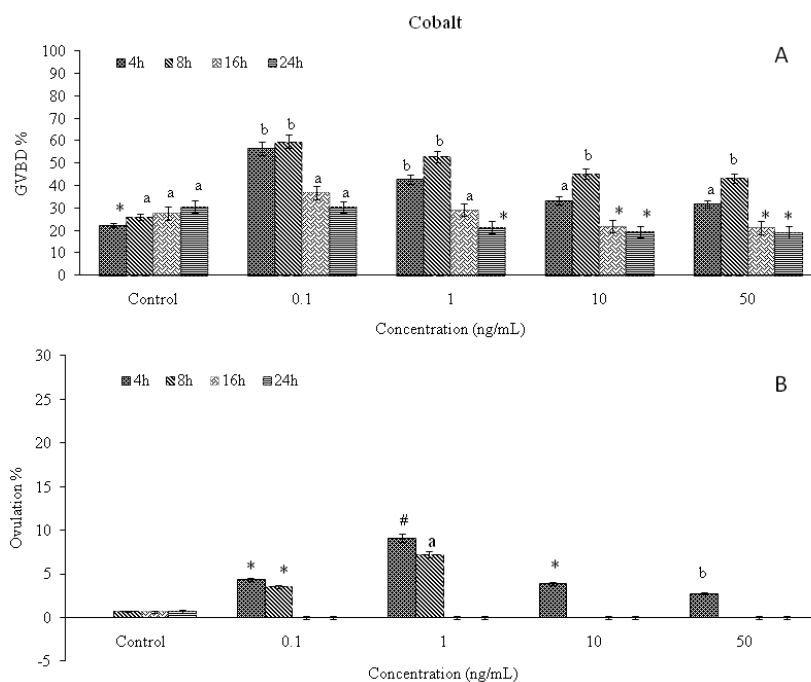 Cobalt
A
4h 8h 16h 24h
GVBD %
100
90
80
70
60
50
40
30
20
10
0
* a a a
b b a a
b b a *
a b * *
a b * *
Control 0.1 1 10 50
Concentration (ng/mL)
B
4h 8h 16h 24h
Ovulation %
30
25
20
15
10
5
0
-5
* *
# a
*
b
Control 0.1 1 10 50
Concentration (ng/mL)